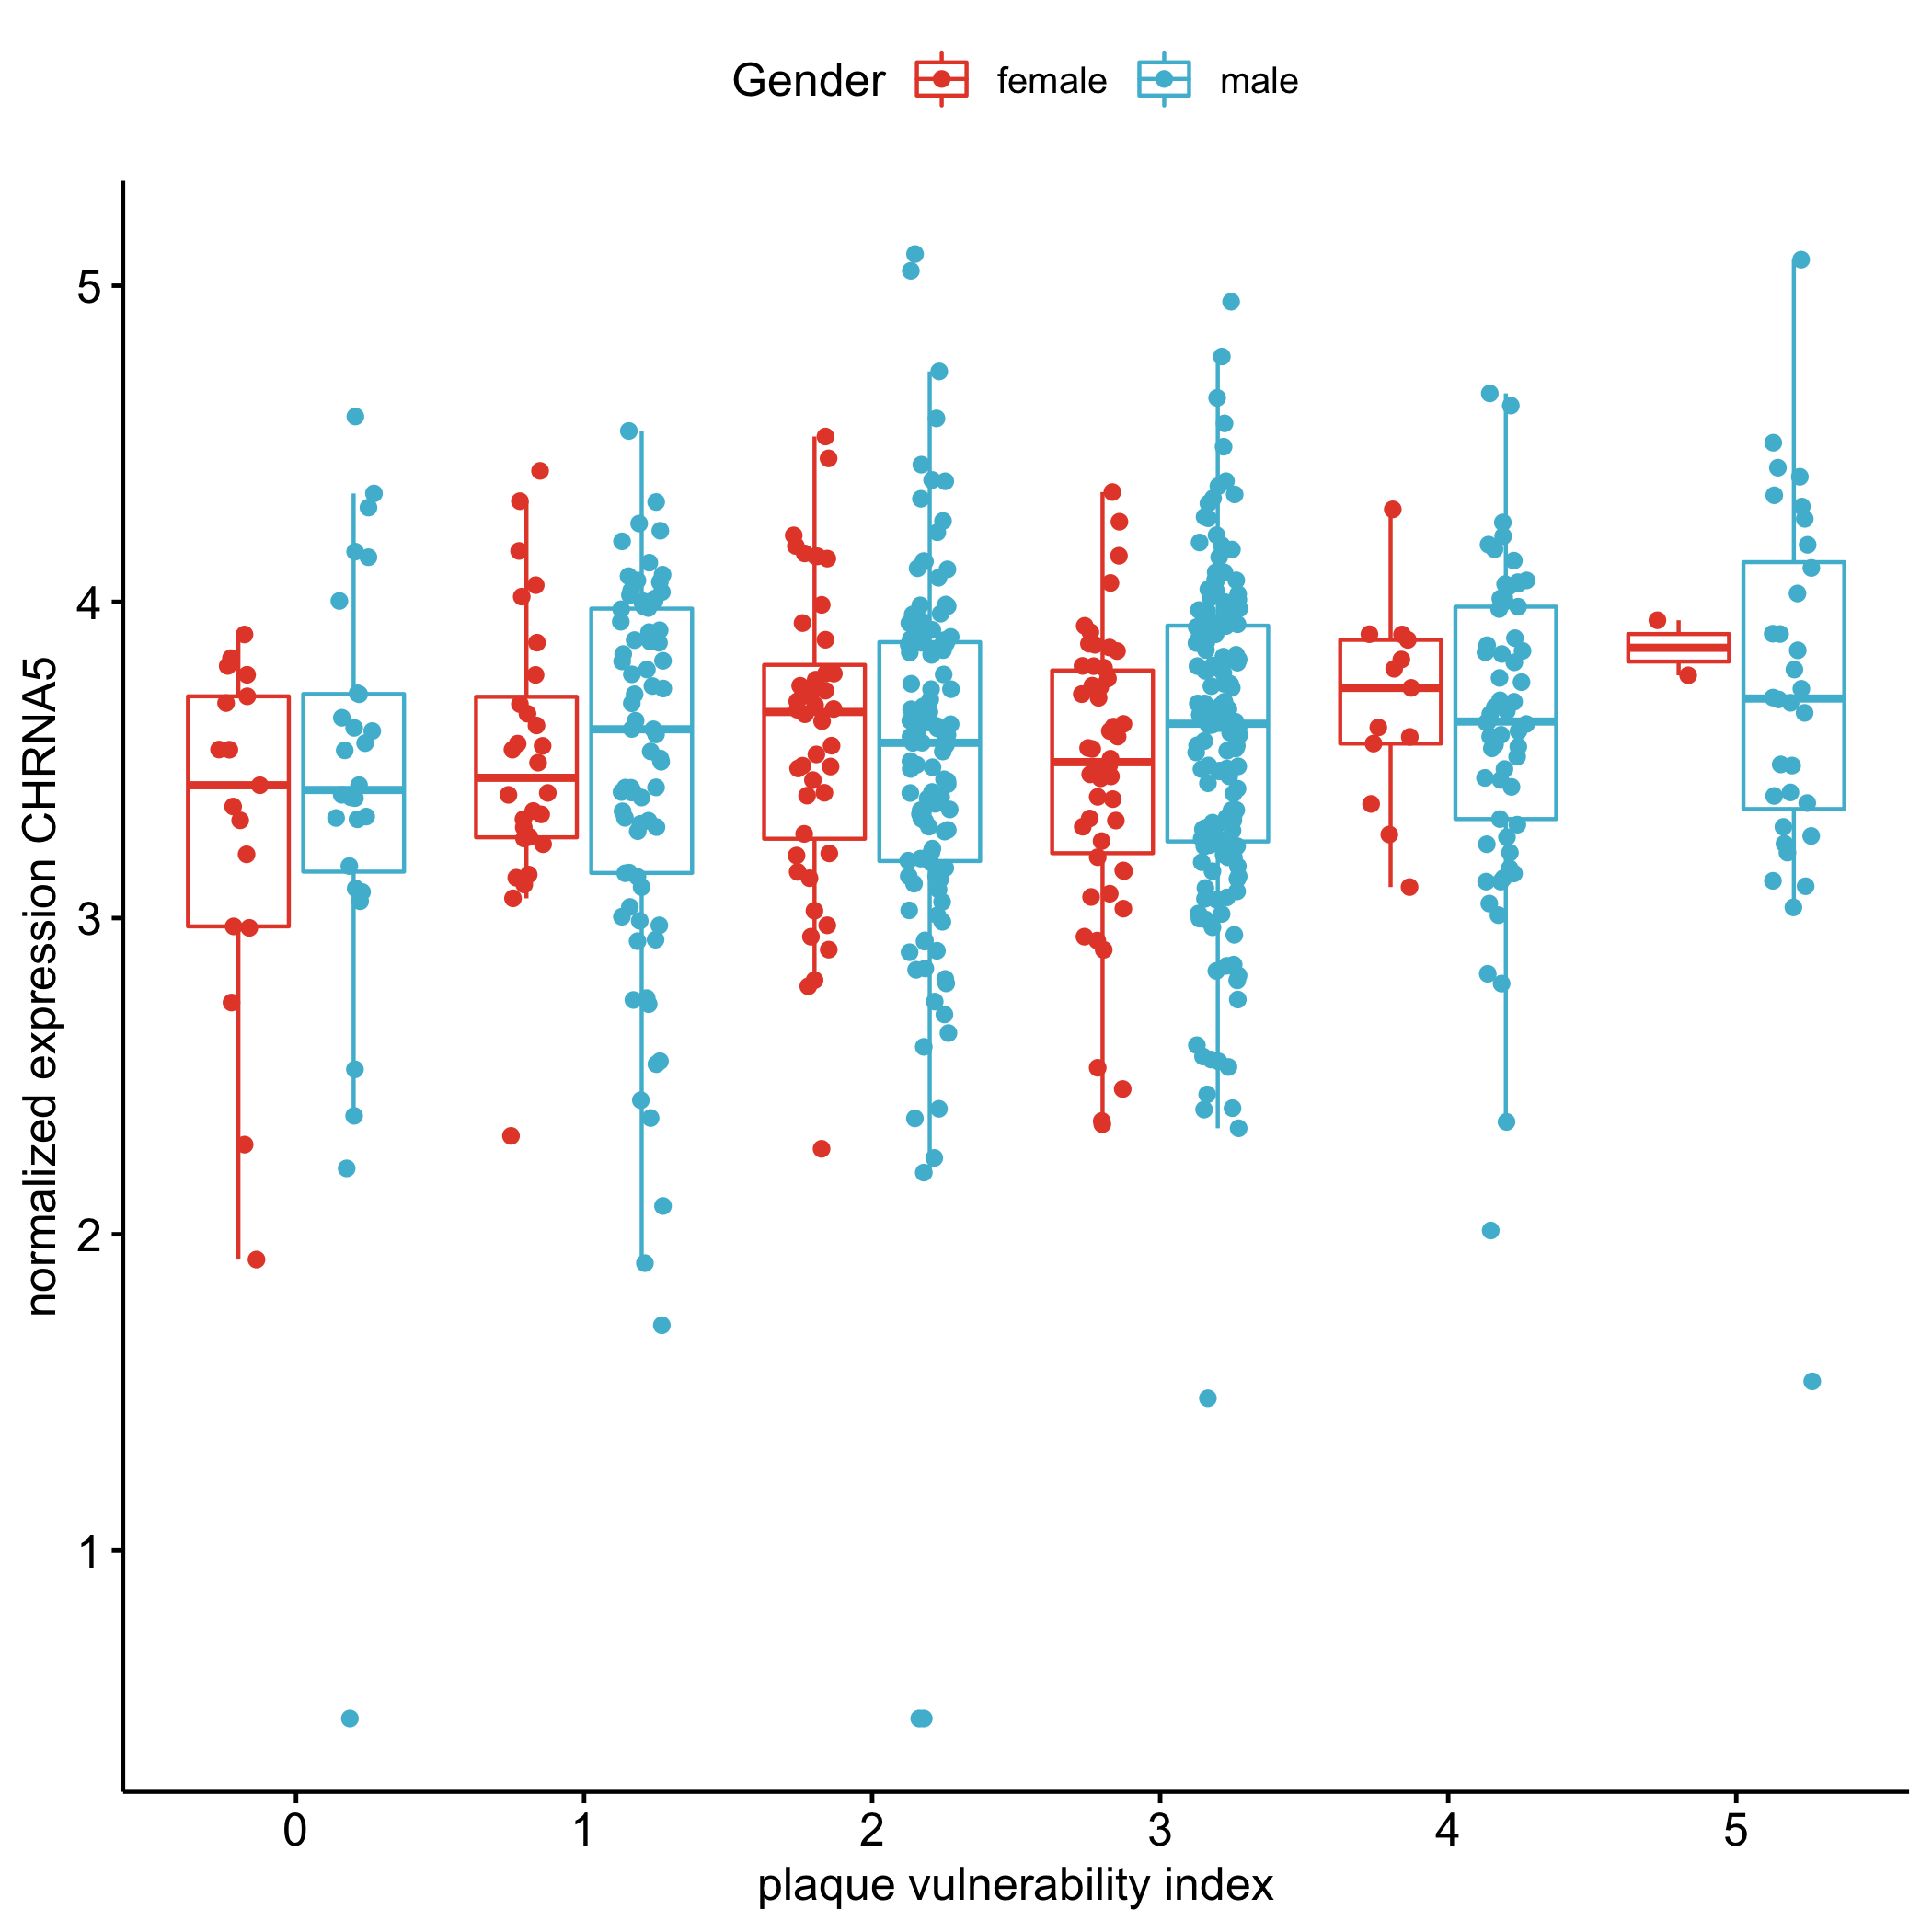 Gender female male
normalized expression CHRNA5
5
4
3
2
1
0 1 2 3 4 5
plaque vulnerability index